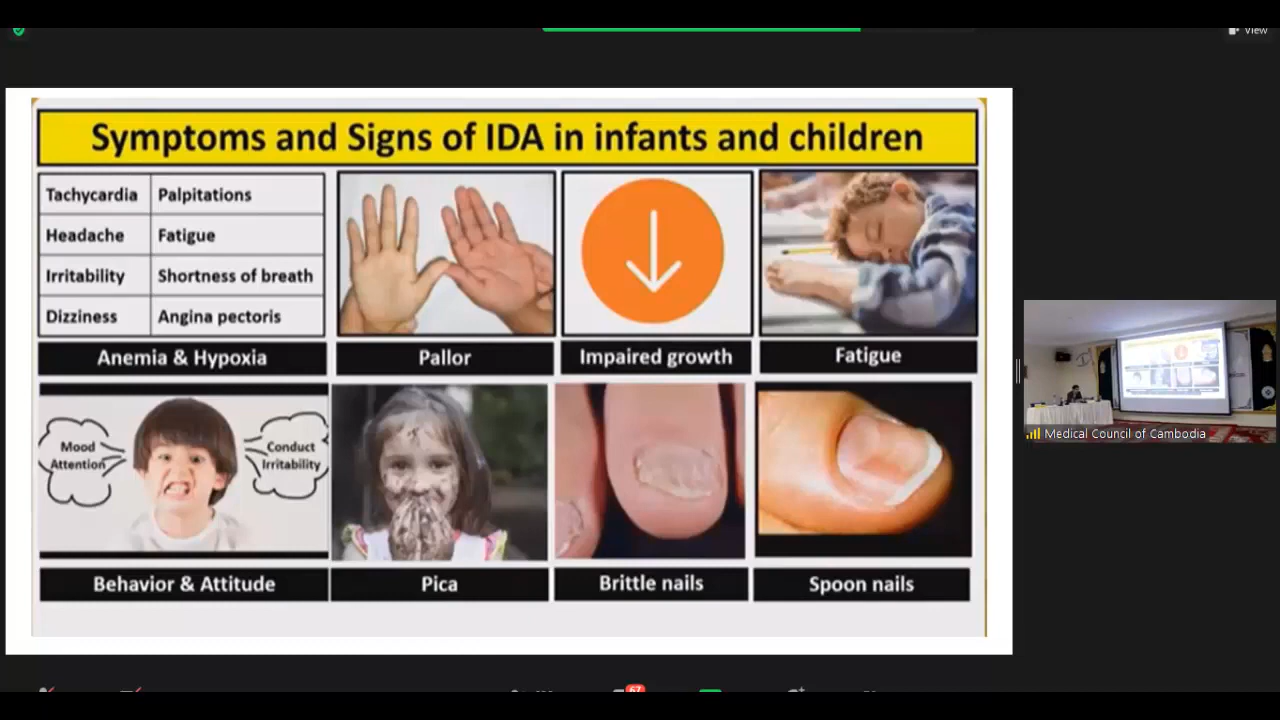 View
Symptoms and Signs of IDA in infants and children
Tachycardia Palpitations
Headache Fatigue
Irritability Shortness of breath
Dizziness Angina pectoris
Anemia & Hypoxia
Pallor
Impaired growth
Fatigue
Mood
Attention
Conduct
Irritability
Behavior & Attitude
Pica
Brittle nails
Spoon nails
Medical Council of Cambodia
67